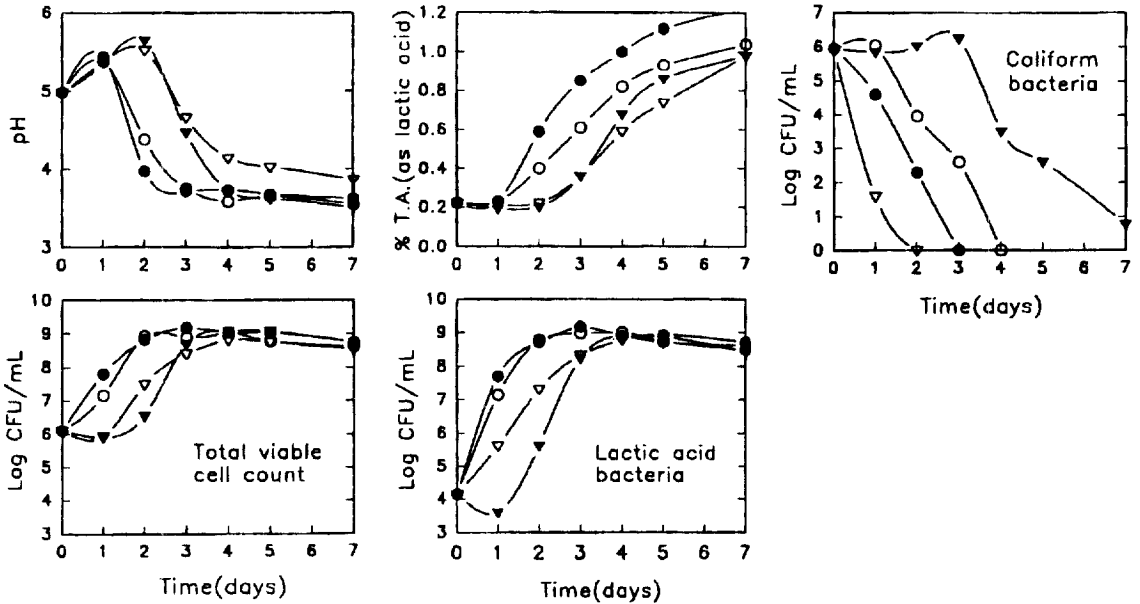 6
5
4
3
pH
0 1 2 3 4 5 6 7
1.2
1.0
0.8
0.6
0.4
0.2
0.0
% T.A.(as lactic acid)
0 1 2 3 4 5 6 7
7
6
5
4
3
2
1
0
Log CFU/mL
Coliform
bacteria
0 1 2 3 4 5 6 7
Time(days)
10
9
8
7
6
5
4
3
Log CFU/mL
Total viable
cell count
0 1 2 3 4 5 6 7
Time(days)
10
9
8
7
6
5
4
3
Log CFU/mL
Lactic acid
bacteria
0 1 2 3 4 5 6 7
Time(days)